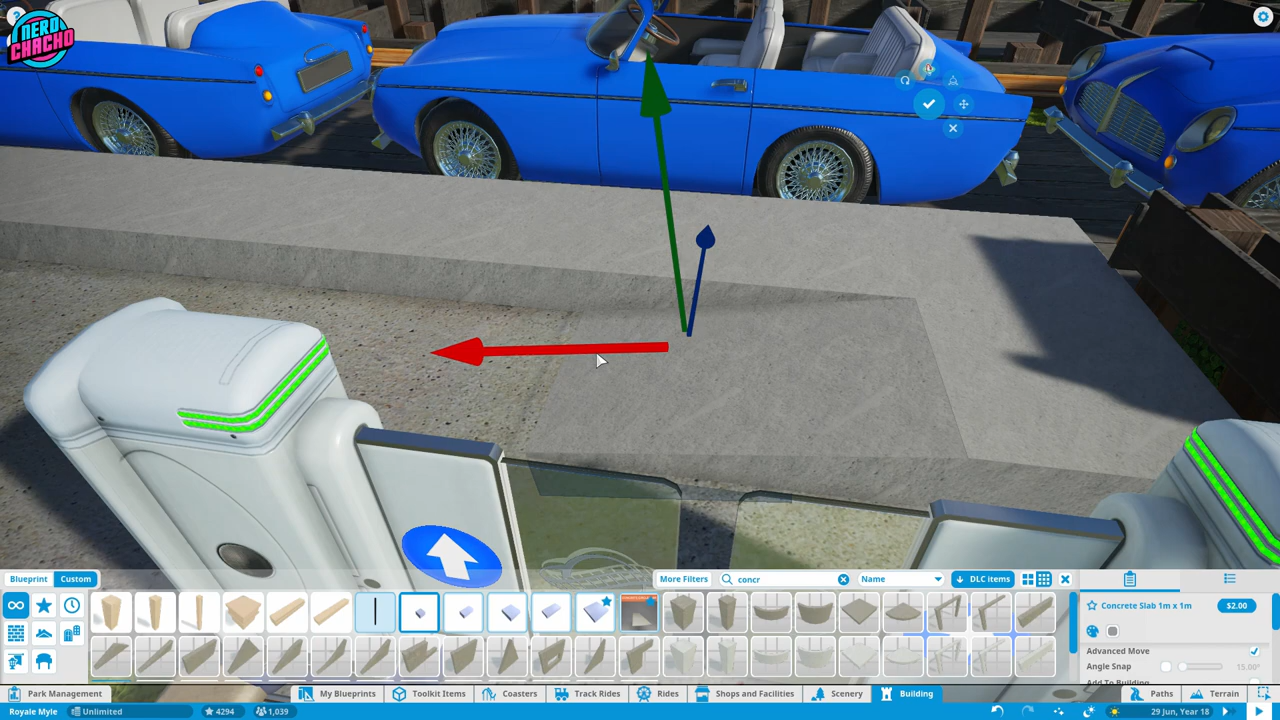 ?
NERD
CHACHO
Blueprint
Custom
More Filters
concr
Name
DLC items
Concrete Slab 1m x 1m
$2.00
Advanced Move
Angle Snap
15.00°
Park Management
My Blueprints
Toolkit Items
Coasters
Track Rides
Rides
Shops and Facilities
Scenery
Building
Paths
Terrain
Royale Myle
Unlimited
4294
1,039
29 Jun, Year 18